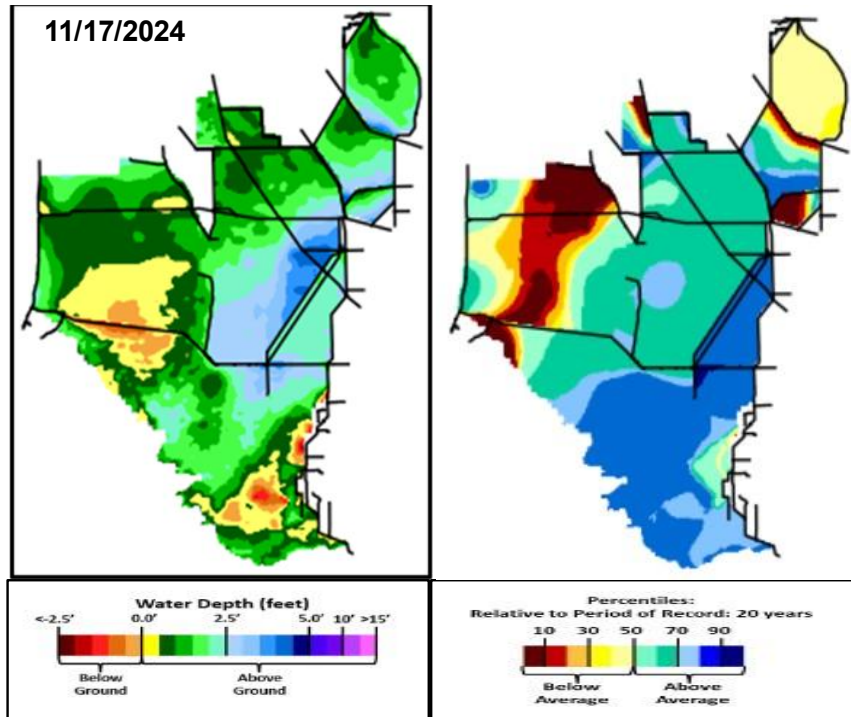 11/17/2024
Water Depth (feet)
<-2.5' 0.0' 2.5' 5.0' 10' >15'
Below Ground
Above Ground
Percentiles:
Relative to Period of Record: 20 years
10 30 50 70 90
Below Average
Above Average